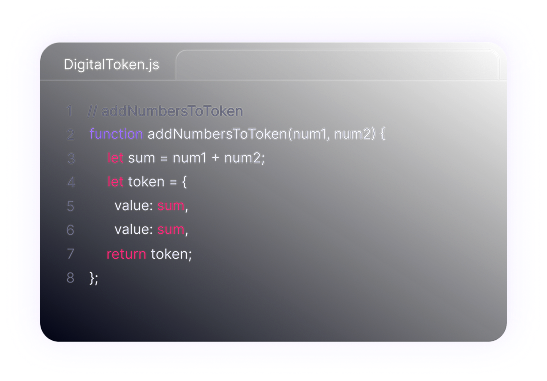 DigitalToken.js
1 // addNumbersToToken
2 function addNumbersToToken(num1, num2) {
3 let sum = num1 + num2;
4 let token = {
5 value: sum,
6 value: sum,
7 return token;
8 };